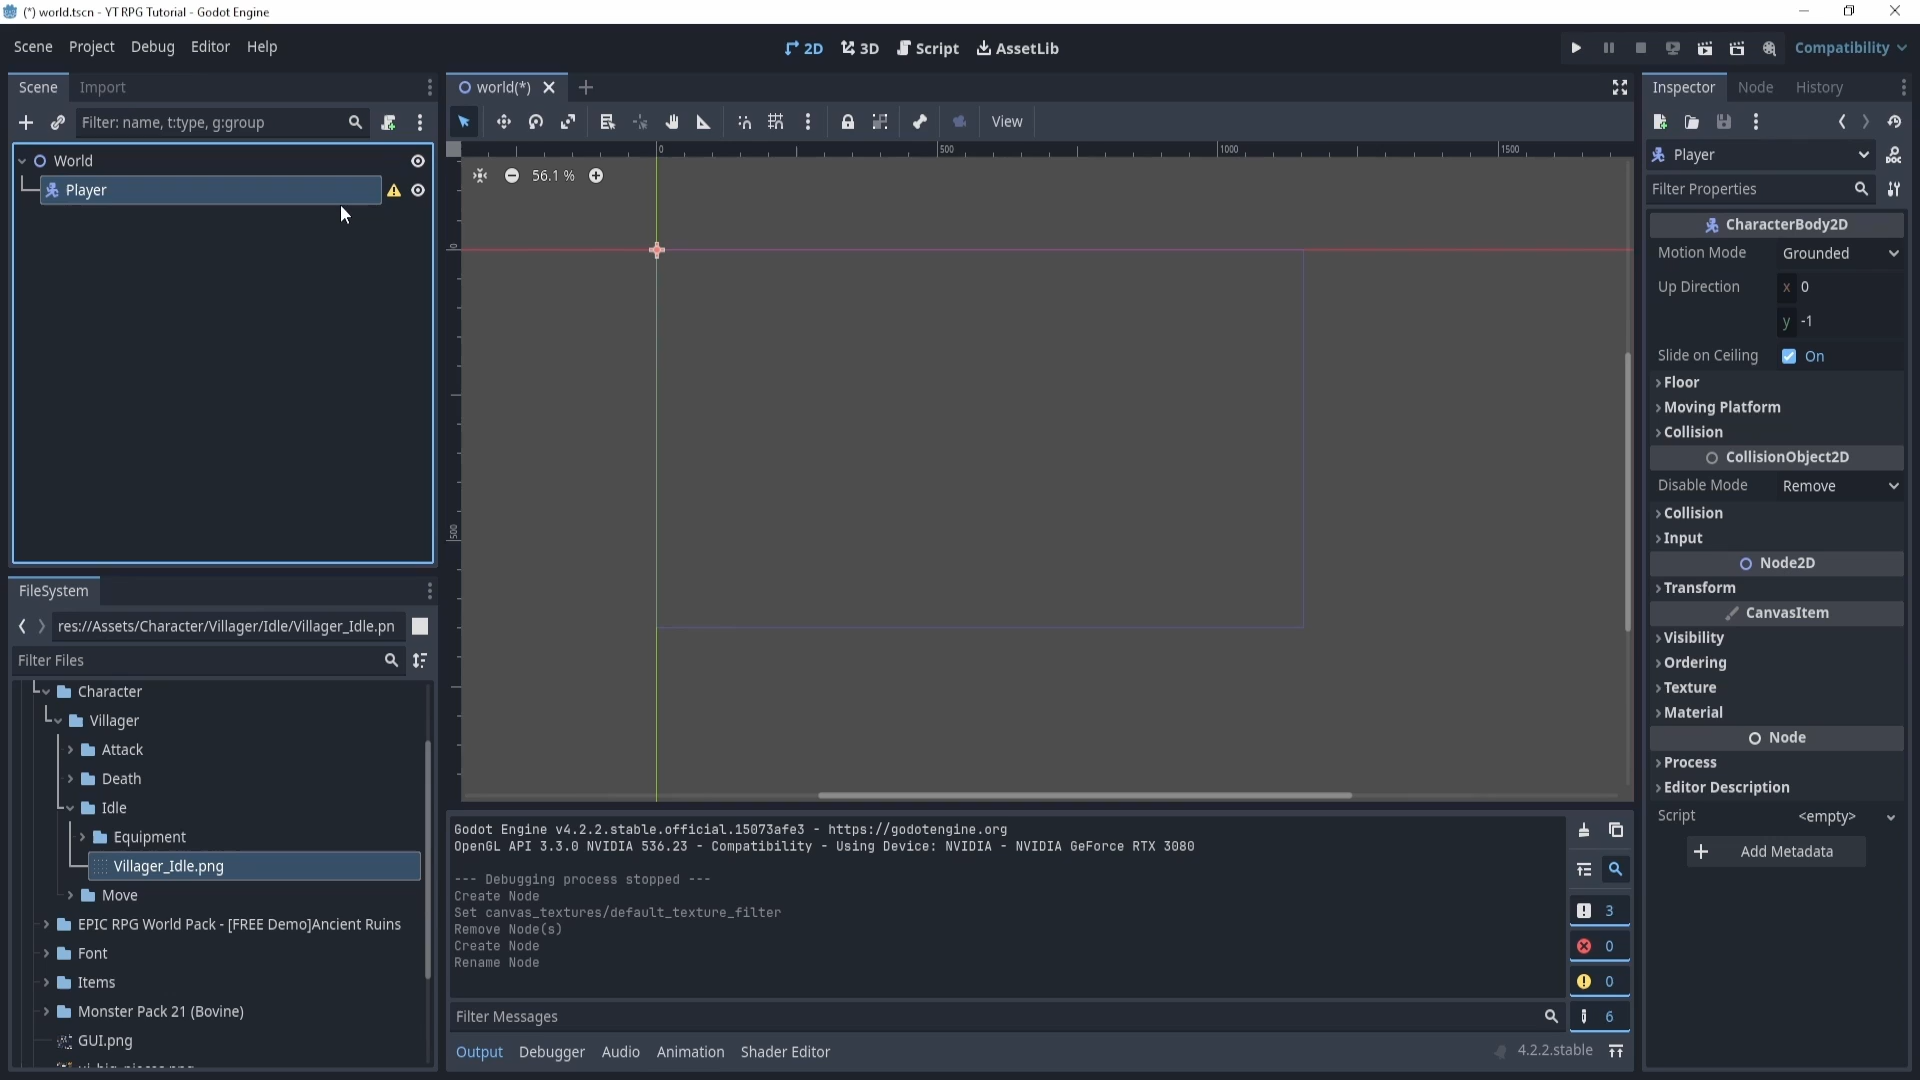 (*) world.tscn - YT RPG Tutorial - Godot Engine
Scene Project Debug Editor Help
2D 3D Script AssetLib
Compatibility
Scene Import
world(*)
Inspector Node History
Filter: name, t:type, g:group
View
World
Player
0 500 1000 1500
56.1 %
0
500
Player
Filter Properties
CharacterBody2D
Motion Mode Grounded
Up Direction x 0
y -1
Slide on Ceiling On
Floor
Moving Platform
Collision
CollisionObject2D
Disable Mode Remove
Collision
Input
Node2D
Transform
CanvasItem
Visibility
Ordering
Texture
Material
Node
Process
Editor Description
Script <empty>
Add Metadata
FileSystem
res://Assets/Character/Villager/Idle/Villager_Idle.pn
Filter Files
Character
Villager
Attack
Death
Idle
Equipment
Villager_Idle.png
Move
EPIC RPG World Pack - [FREE Demo]Ancient Ruins
Font
Items
Monster Pack 21 (Bovine)
GUI.png
Godot Engine v4.2.2.stable.official.15073afe3 - https://godotengine.org
OpenGL API 3.3.0 NVIDIA 536.23 - Compatibility - Using Device: NVIDIA - NVIDIA GeForce RTX 3080
--- Debugging process stopped ---
Create Node
Set canvas_textures/default_texture_filter
Remove Node(s)
Create Node
Rename Node
3
0
0
6
Filter Messages
Output Debugger Audio Animation Shader Editor
4.2.2.stable